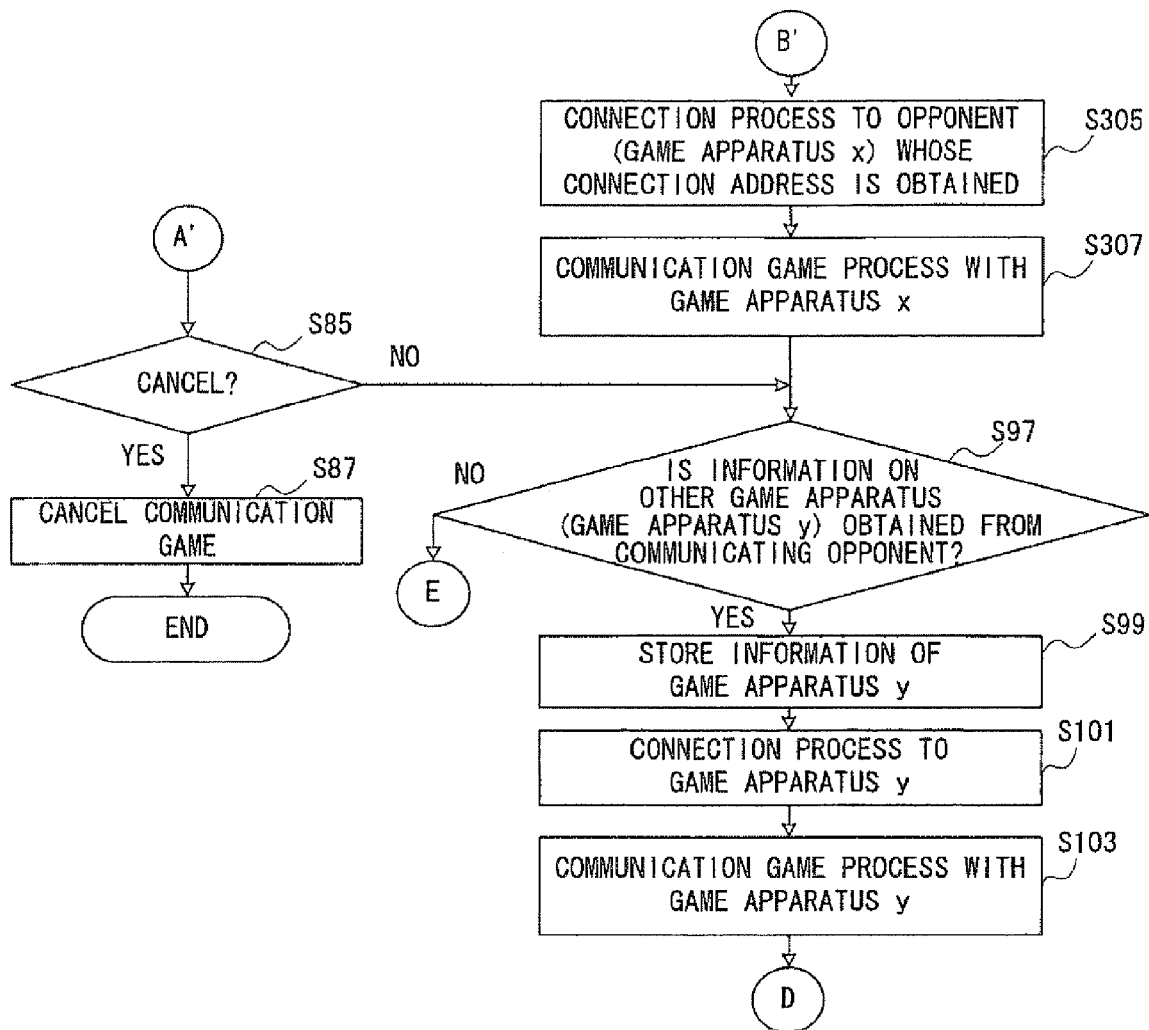 B'
CONNECTION PROCESS TO OPPONENT
(GAME APPARATUS x) WHOSE
CONNECTION ADDRESS IS OBTAINED
S305
A'
COMMUNICATION GAME PROCESS WITH
GAME APPARATUS x
S307
S85
CANCEL?
NO
YES
S87
CANCEL COMMUNICATION
GAME
END
S97
NO
IS INFORMATION ON
OTHER GAME APPARATUS
(GAME APPARATUS y) OBTAINED FROM
COMMUNICATING OPPONENT?
E
YES
S99
STORE INFORMATION OF
GAME APPARATUS y
S101
CONNECTION PROCESS TO
GAME APPARATUS y
S103
COMMUNICATION GAME PROCESS WITH
GAME APPARATUS y
D